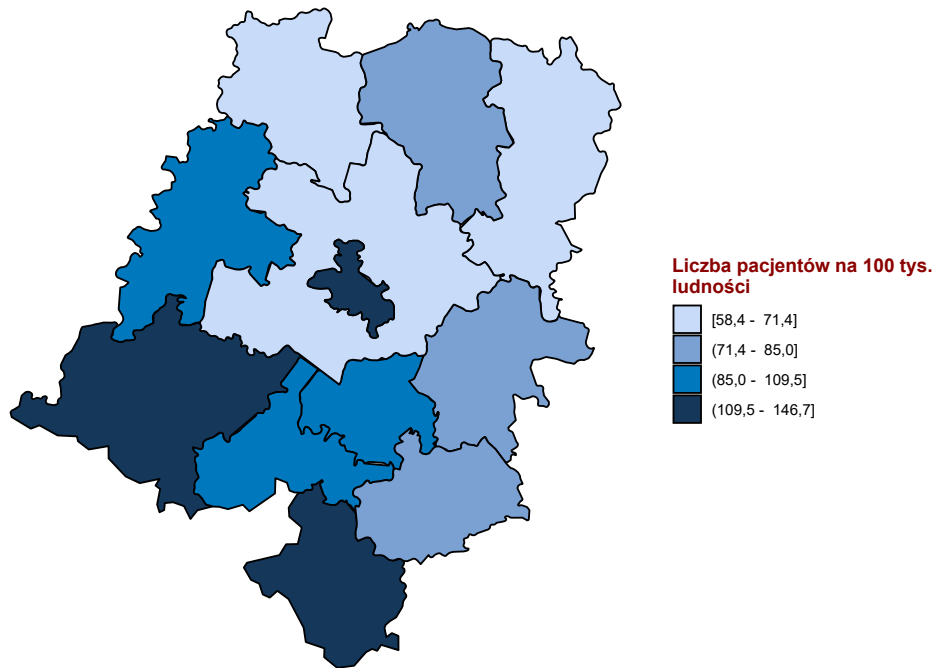 Liczba pacjentów na 100 tys.
ludności
[58,4 - 71,4]
(71,4 - 85,0]
(85,0 - 109,5]
(109,5 - 146,7]